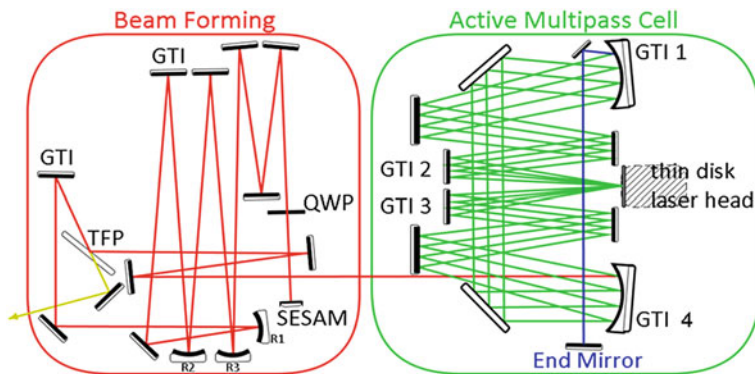 Beam Forming
Active Multipass Cell
GTI
GTI 1
GTI
GTI 2
thin disk
laser head
QWP
GTI 3
TFP
SESAM
R1
R2
R3
GTI 4
End Mirror